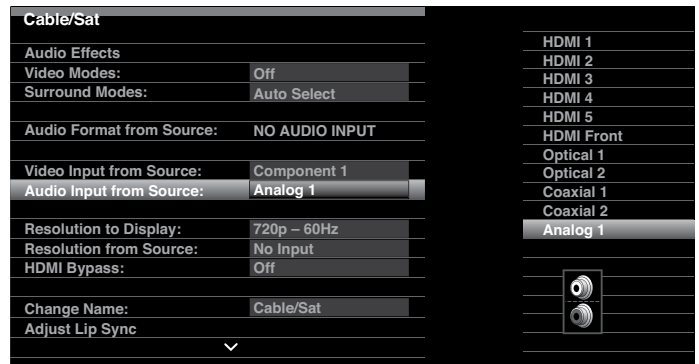 Cable/Sat
Audio Effects
Video Modes: Off
Surround Modes: Auto Select
Audio Format from Source: NO AUDIO INPUT
Video Input from Source: Component 1
Audio Input from Source: Analog 1
Resolution to Display: 720p – 60Hz
Resolution from Source: No Input
HDMI Bypass: Off
Change Name: Cable/Sat
Adjust Lip Sync
HDMI 1
HDMI 2
HDMI 3
HDMI 4
HDMI 5
HDMI Front
Optical 1
Optical 2
Coaxial 1
Coaxial 2
Analog 1